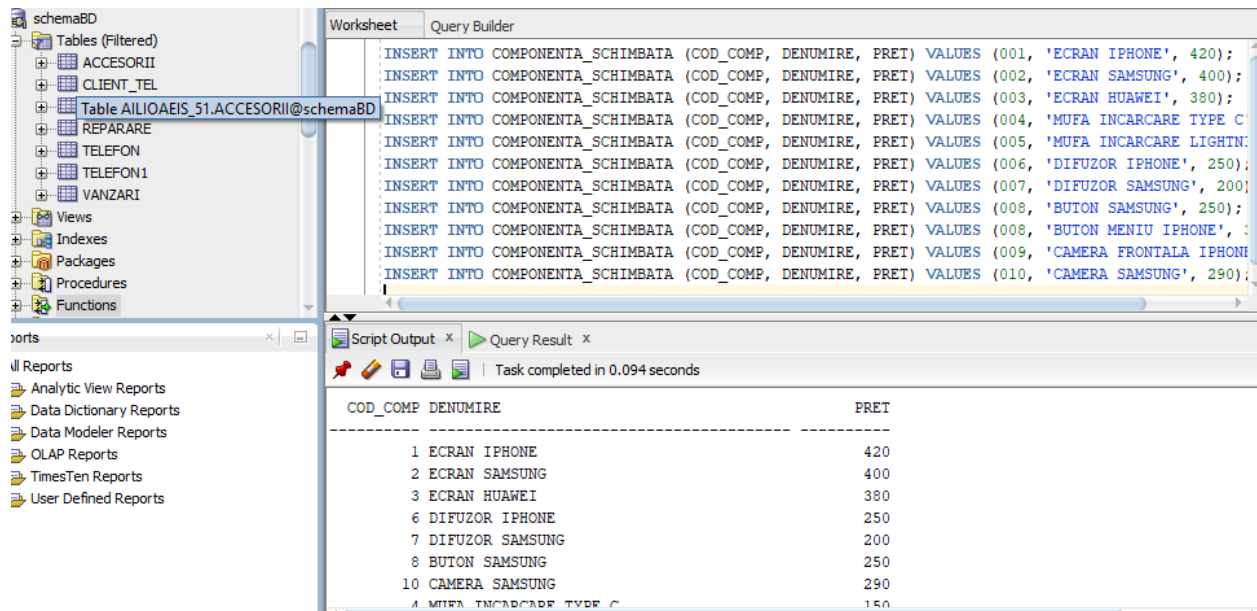 schemaBD
Tables (Filtered)
ACCESORII
CLIENT_TEL
Table AILIOAEIS_51.ACCESORII@schemaBD
REPARARE
TELEFON
TELEFON1
VANZARI
Views
Indexes
Packages
Procedures
Functions
Worksheet Query Builder
INSERT INTO COMPONENTA_SCHIMBATA (COD_COMP, DENUMIRE, PRET) VALUES (001, 'ECRAN IPHONE', 420);
INSERT INTO COMPONENTA_SCHIMBATA (COD_COMP, DENUMIRE, PRET) VALUES (002, 'ECRAN SAMSUNG', 400);
INSERT INTO COMPONENTA_SCHIMBATA (COD_COMP, DENUMIRE, PRET) VALUES (003, 'ECRAN HUAWEI', 380);
INSERT INTO COMPONENTA_SCHIMBATA (COD_COMP, DENUMIRE, PRET) VALUES (004, 'MUFA INCARCARE TYPE C'
INSERT INTO COMPONENTA_SCHIMBATA (COD_COMP, DENUMIRE, PRET) VALUES (005, 'MUFA INCARCARE LIGHTN
INSERT INTO COMPONENTA_SCHIMBATA (COD_COMP, DENUMIRE, PRET) VALUES (006, 'DIFUZOR IPHONE', 250);
INSERT INTO COMPONENTA_SCHIMBATA (COD_COMP, DENUMIRE, PRET) VALUES (007, 'DIFUZOR SAMSUNG', 200)
INSERT INTO COMPONENTA_SCHIMBATA (COD_COMP, DENUMIRE, PRET) VALUES (008, 'BUTON SAMSUNG', 250);
INSERT INTO COMPONENTA_SCHIMBATA (COD_COMP, DENUMIRE, PRET) VALUES (008, 'BUTON MENIU IPHONE',
INSERT INTO COMPONENTA_SCHIMBATA (COD_COMP, DENUMIRE, PRET) VALUES (009, 'CAMERA FRONTALA IPHONE
INSERT INTO COMPONENTA_SCHIMBATA (COD_COMP, DENUMIRE, PRET) VALUES (010, 'CAMERA SAMSUNG', 290);
orts
All Reports
Analytic View Reports
Data Dictionary Reports
Data Modeler Reports
OLAP Reports
TimesTen Reports
User Defined Reports
Script Output x Query Result x
Task completed in 0.094 seconds
COD_COMP DENUMIRE PRET
---------- ---------------------------------------- ----------
1 ECRAN IPHONE 420
2 ECRAN SAMSUNG 400
3 ECRAN HUAWEI 380
6 DIFUZOR IPHONE 250
7 DIFUZOR SAMSUNG 200
8 BUTON SAMSUNG 250
10 CAMERA SAMSUNG 290
4 MUFA INCARCARE TYPE C 150